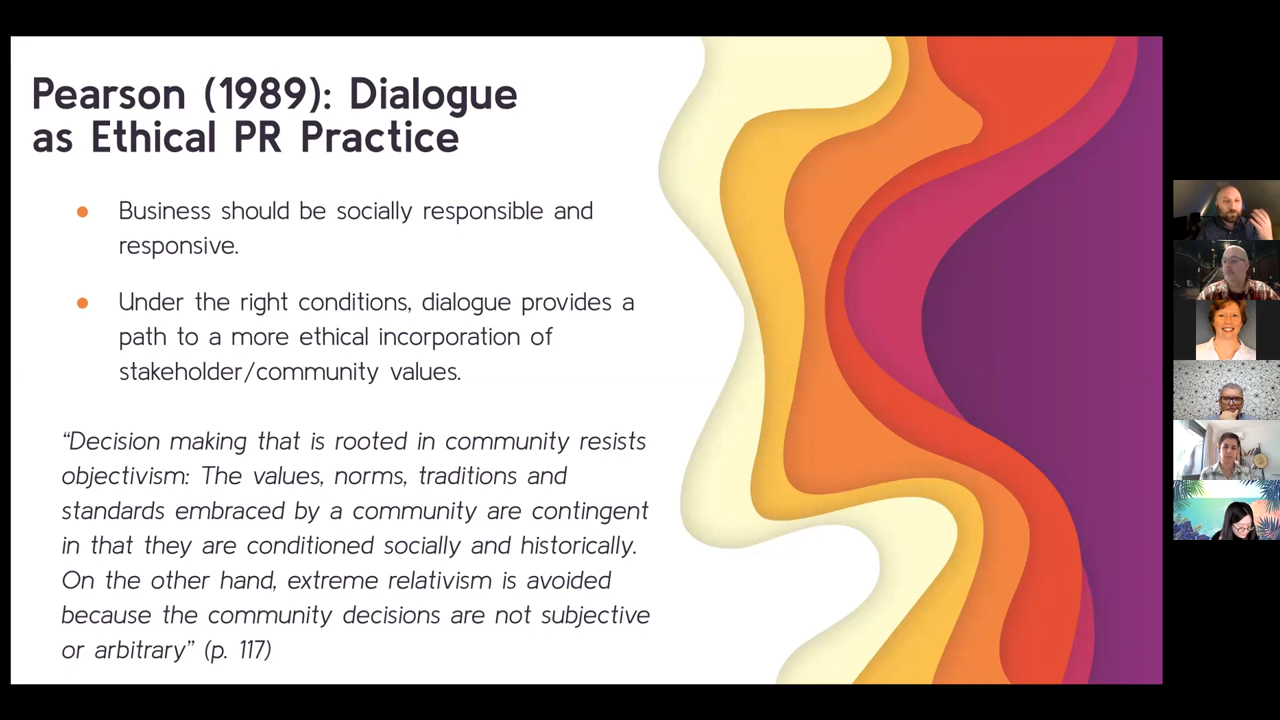 Pearson (1989): Dialogue
as Ethical PR Practice
● Business should be socially responsible and
responsive.
● Under the right conditions, dialogue provides a
path to a more ethical incorporation of
stakeholder/community values.
“Decision making that is rooted in community resists
objectivism: The values, norms, traditions and
standards embraced by a community are contingent
in that they are conditioned socially and historically.
On the other hand, extreme relativism is avoided
because the community decisions are not subjective
or arbitrary” (p. 117)